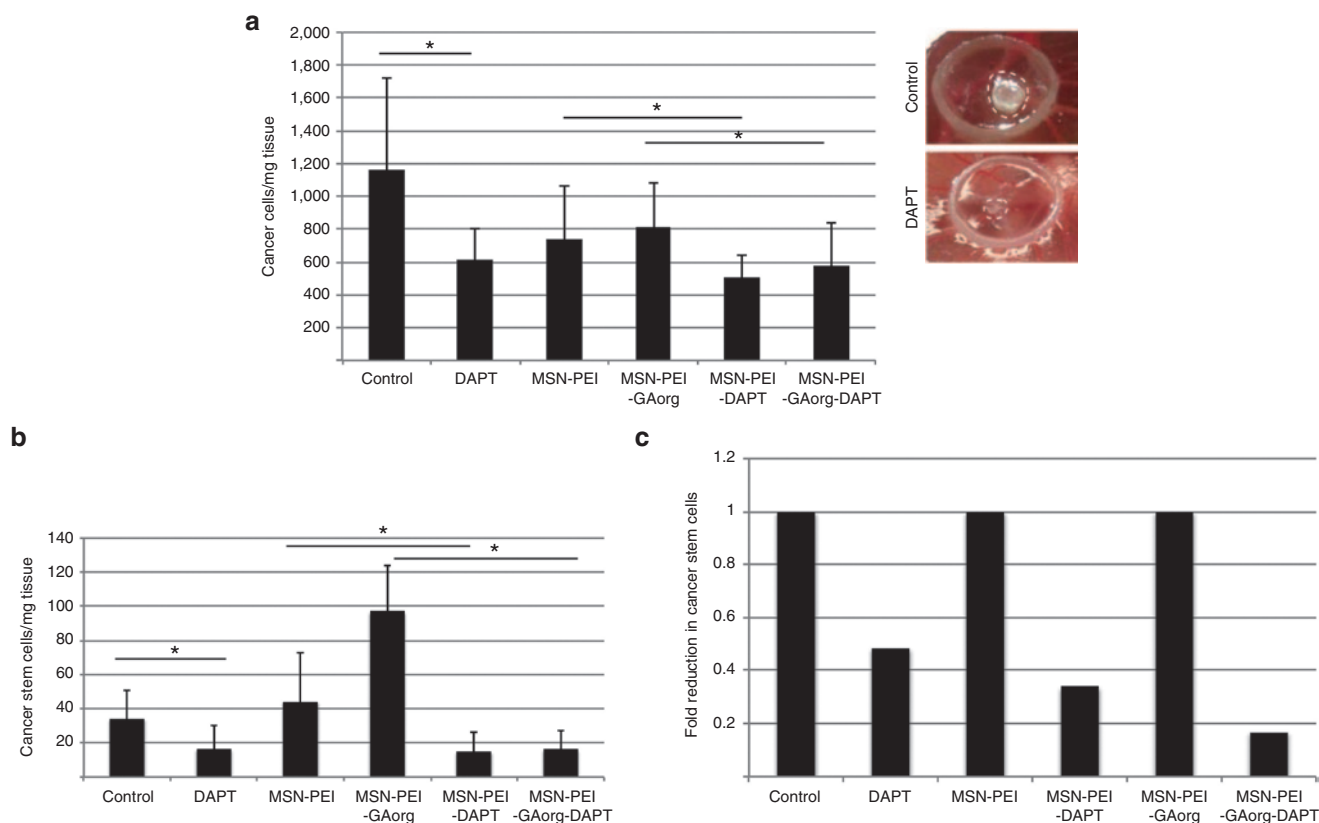 a
2,000
1,800
1,600
1,400
1,200
1,000
800
600
400
200
Cancer cells/mg tissue
*
*
*
Control
DAPT
MSN-PEI
MSN-PEI
-GAorg
MSN-PEI
-DAPT
MSN-PEI
-GAorg-DAPT
Control
DAPT
b
140
120
100
80
60
40
20
Cancer stem cells/mg tissue
*
*
*
Control
DAPT
MSN-PEI
MSN-PEI
-GAorg
MSN-PEI
-DAPT
MSN-PEI
-GAorg-DAPT
c
1.2
1
0.8
0.6
0.4
0.2
Fold reduction in cancer stem cells
Control
DAPT
MSN-PEI
MSN-PEI
-DAPT
MSN-PEI
-GAorg
MSN-PEI
-GAorg-DAPT